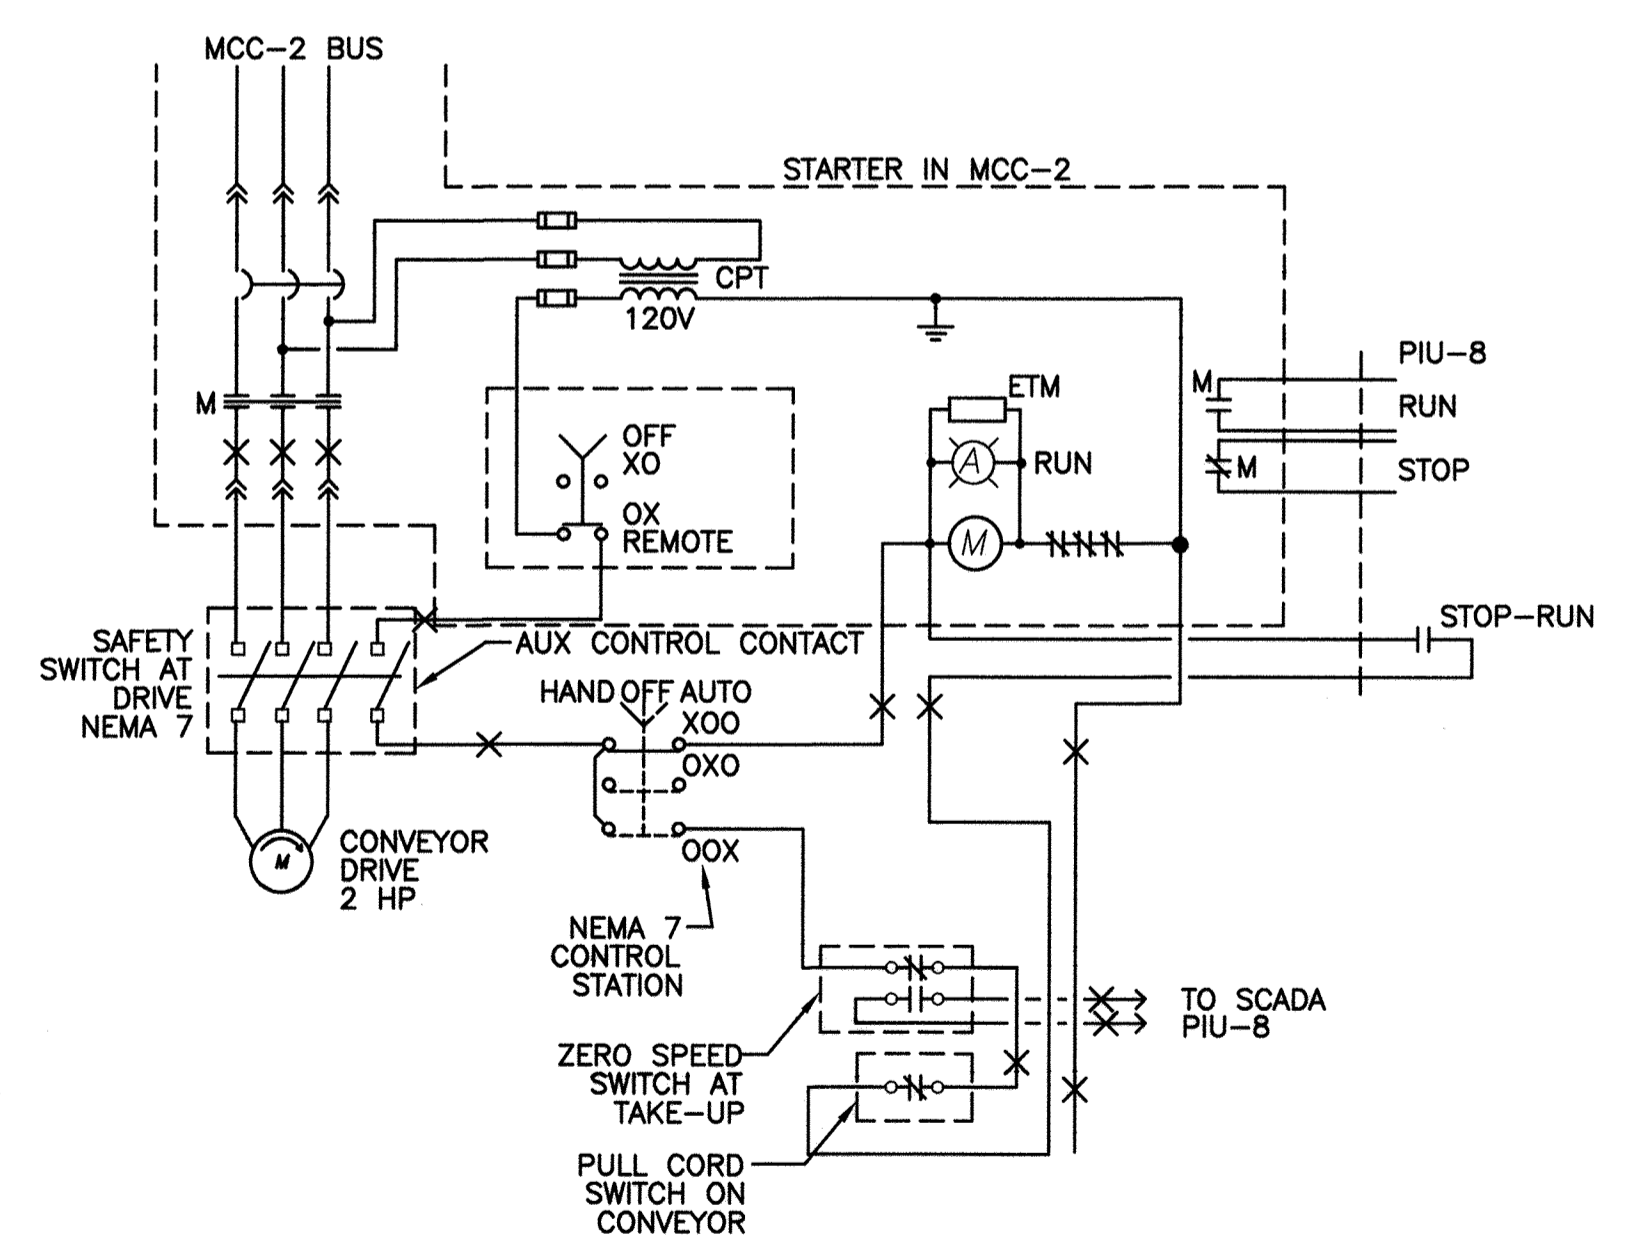 MCC-2 BUS
STARTER IN MCC-2
CPT
120V
PIU-8
M
RUN
M
STOP
ETM
A
RUN
M
M
OFF
XO
OX
REMOTE
STOP-RUN
SAFETY
SWITCH AT
DRIVE
NEMA 7
AUX CONTROL CONTACT
HAND OFF AUTO
XOO
OXO
OOX
M
CONVEYOR
DRIVE
2 HP
NEMA 7
CONTROL
STATION
TO SCADA
PIU-8
ZERO SPEED
SWITCH AT
TAKE-UP
PULL CORD
SWITCH ON
CONVEYOR